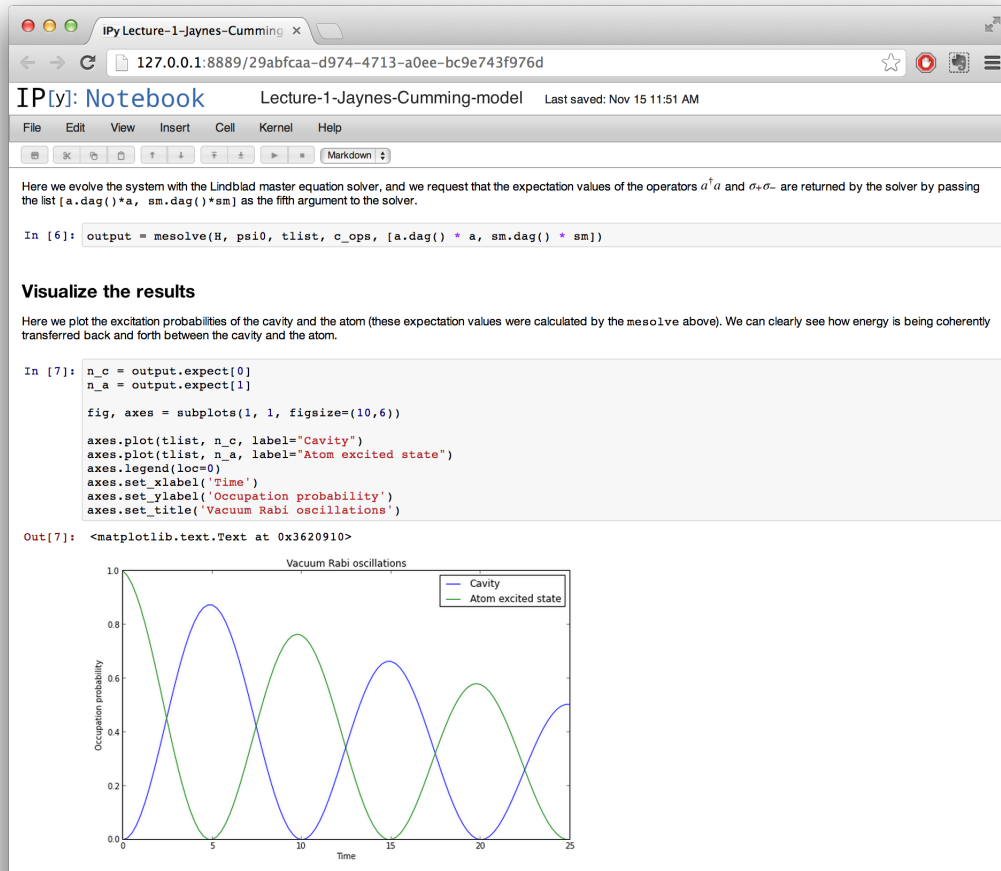 IPy Lecture-1-Jaynes-Cumming ×
127.0.0.1:8889/29abfcaa-d974-4713-a0ee-bc9e743f976d
IP[y]: Notebook Lecture-1-Jaynes-Cumming-model Last saved: Nov 15 11:51 AM
File Edit View Insert Cell Kernel Help
Markdown
Here we evolve the system with the Lindblad master equation solver, and we request that the expectation values of the operators a†a and σ+σ− are returned by the solver by passing
the list [a.dag()*a, sm.dag()*sm] as the fifth argument to the solver.
In [6]: output = mesolve(H, psi0, tlist, c_ops, [a.dag() * a, sm.dag() * sm])
Visualize the results
Here we plot the excitation probabilities of the cavity and the atom (these expectation values were calculated by the mesolve above). We can clearly see how energy is being coherently
transferred back and forth between the cavity and the atom.
In [7]: n_c = output.expect[0]
n_a = output.expect[1]
fig, axes = subplots(1, 1, figsize=(10,6))
axes.plot(tlist, n_c, label="Cavity")
axes.plot(tlist, n_a, label="Atom excited state")
axes.legend(loc=0)
axes.set_xlabel('Time')
axes.set_ylabel('Occupation probability')
axes.set_title('Vacuum Rabi oscillations')
Out[7]: <matplotlib.text.Text at 0x3620910>
Vacuum Rabi oscillations
Cavity
Atom excited state
Occupation probability
1.0
0.8
0.6
0.4
0.2
0.0
0 5 10 15 20 25
Time